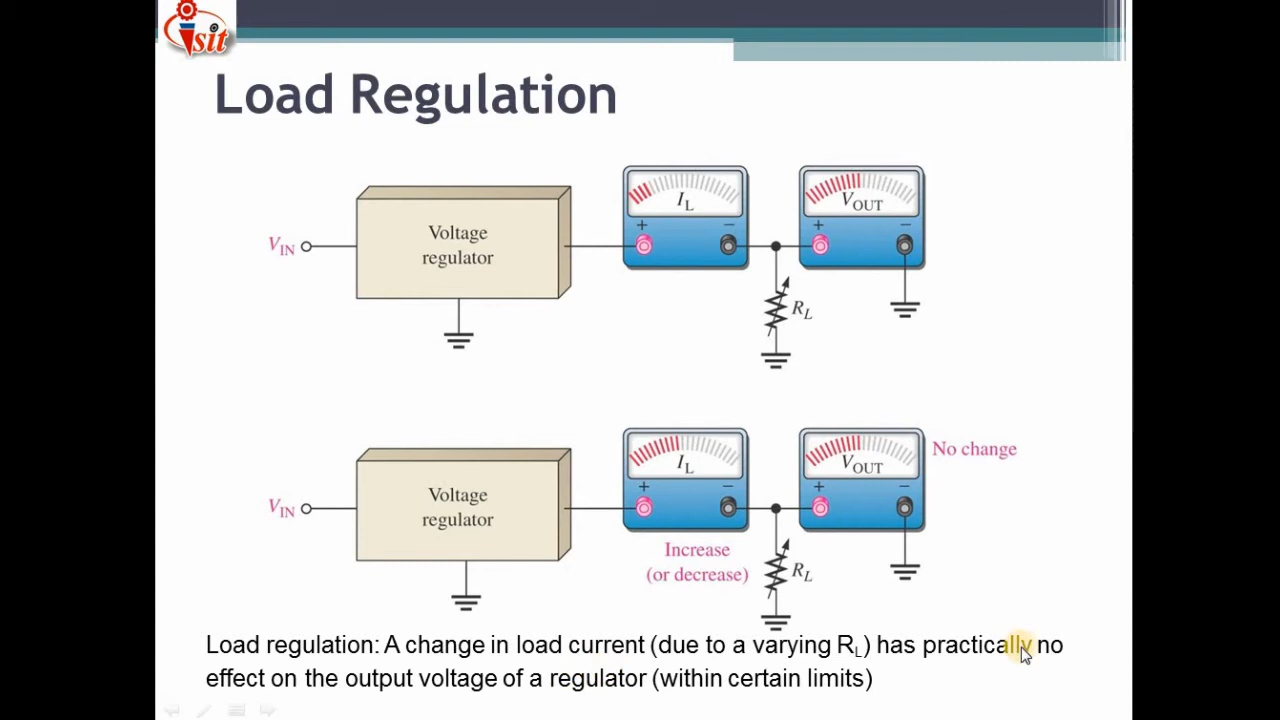 isit
Load Regulation
V_IN
Voltage
regulator
I_L
+ −
V_OUT
+ −
R_L
V_IN
Voltage
regulator
I_L
+ −
V_OUT
+ −
No change
Increase
(or decrease)
R_L
Load regulation: A change in load current (due to a varying R_L) has practically no
effect on the output voltage of a regulator (within certain limits)